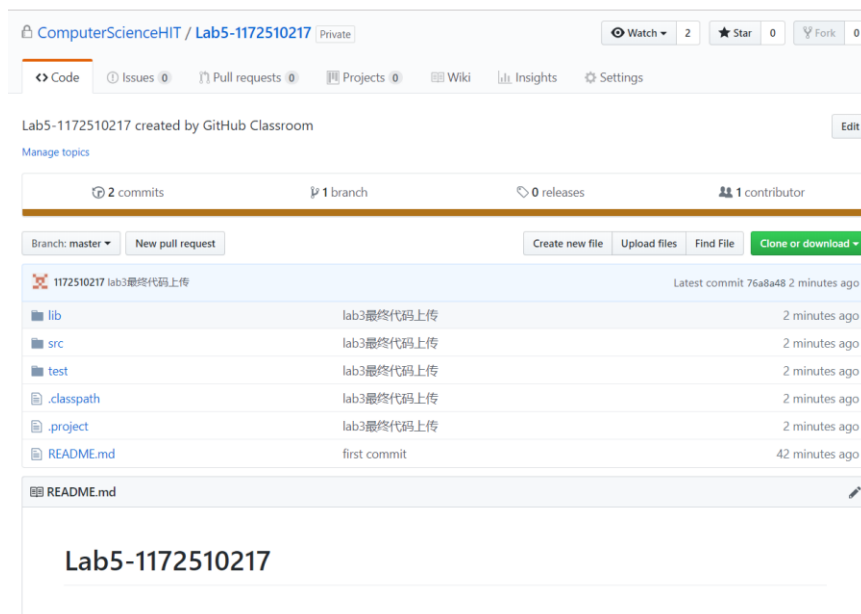 ComputerScienceHIT / Lab5-1172510217 Private Watch 2 Star 0 Fork 0
Code Issues 0 Pull requests 0 Projects 0 Wiki Insights Settings
Lab5-1172510217 created by GitHub Classroom Edit
Manage topics
2 commits 1 branch 0 releases 1 contributor
Branch: master New pull request Create new file Upload files Find File Clone or download
1172510217 lab3最终代码上传 Latest commit 76a8a48 2 minutes ago
lib lab3最终代码上传 2 minutes ago
src lab3最终代码上传 2 minutes ago
test lab3最终代码上传 2 minutes ago
.classpath lab3最终代码上传 2 minutes ago
.project lab3最终代码上传 2 minutes ago
README.md first commit 42 minutes ago
README.md
Lab5-1172510217